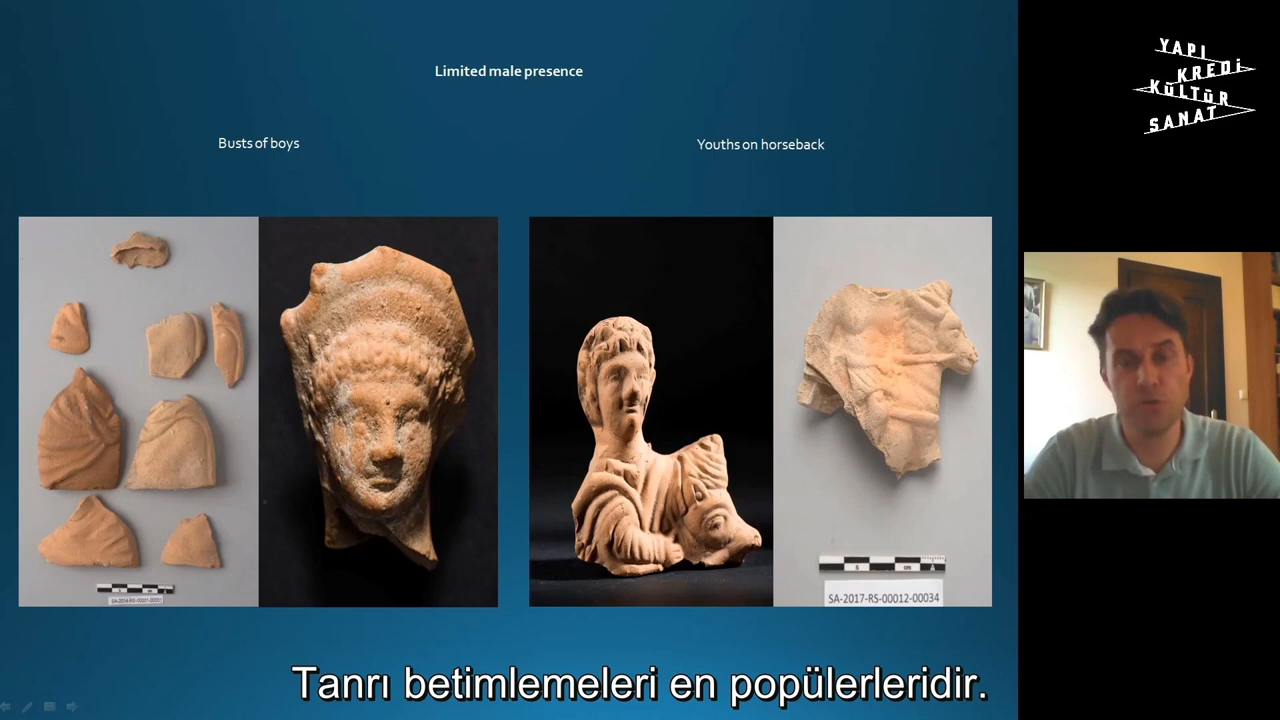 Limited male presence
Busts of boys
Youths on horseback
YAPI
KREDİ
KÜLTÜR
SANAT
SA-2017-RS-00012-00034
Tanrı betimlemeleri en popülerleridir.